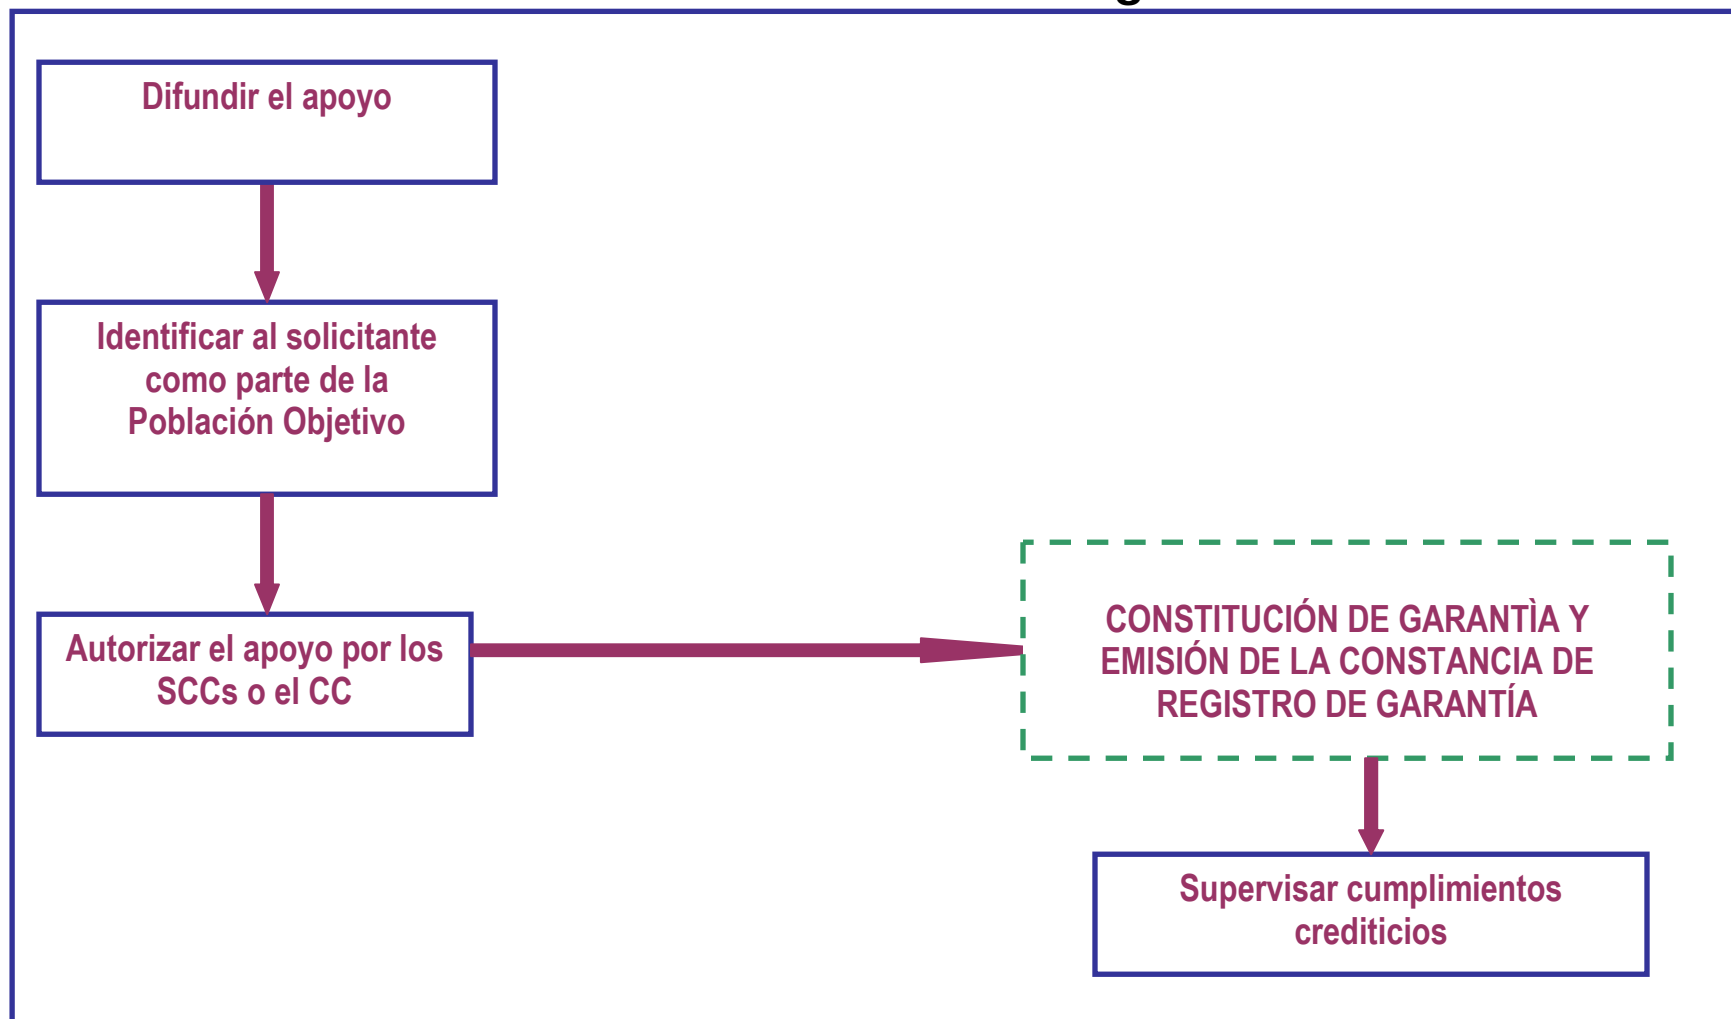 Difundir el apoyo
Identificar al solicitante
como parte de la
Población Objetivo
Autorizar el apoyo por los
SCCs o el CC
CONSTITUCIÓN DE GARANTÌA Y
EMISIÓN DE LA CONSTANCIA DE
REGISTRO DE GARANTÍA
Supervisar cumplimientos
crediticios